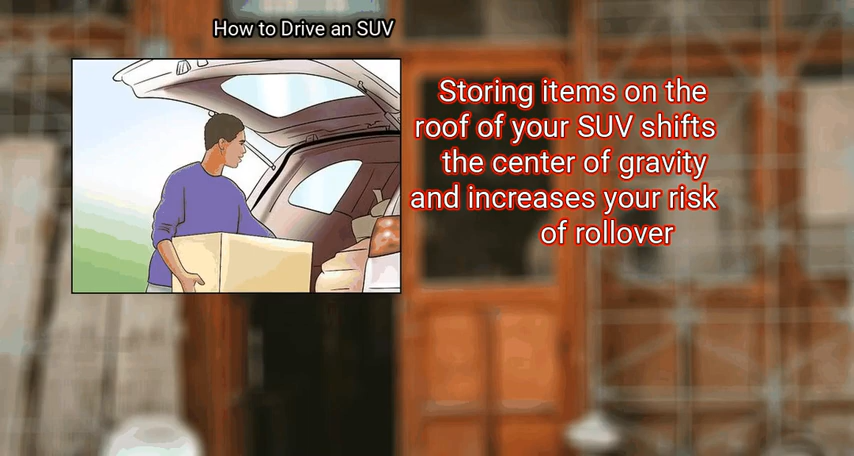 How to Drive an SUV
Storing items on the
roof of your SUV shifts
the center of gravity
and increases your risk
of rollover